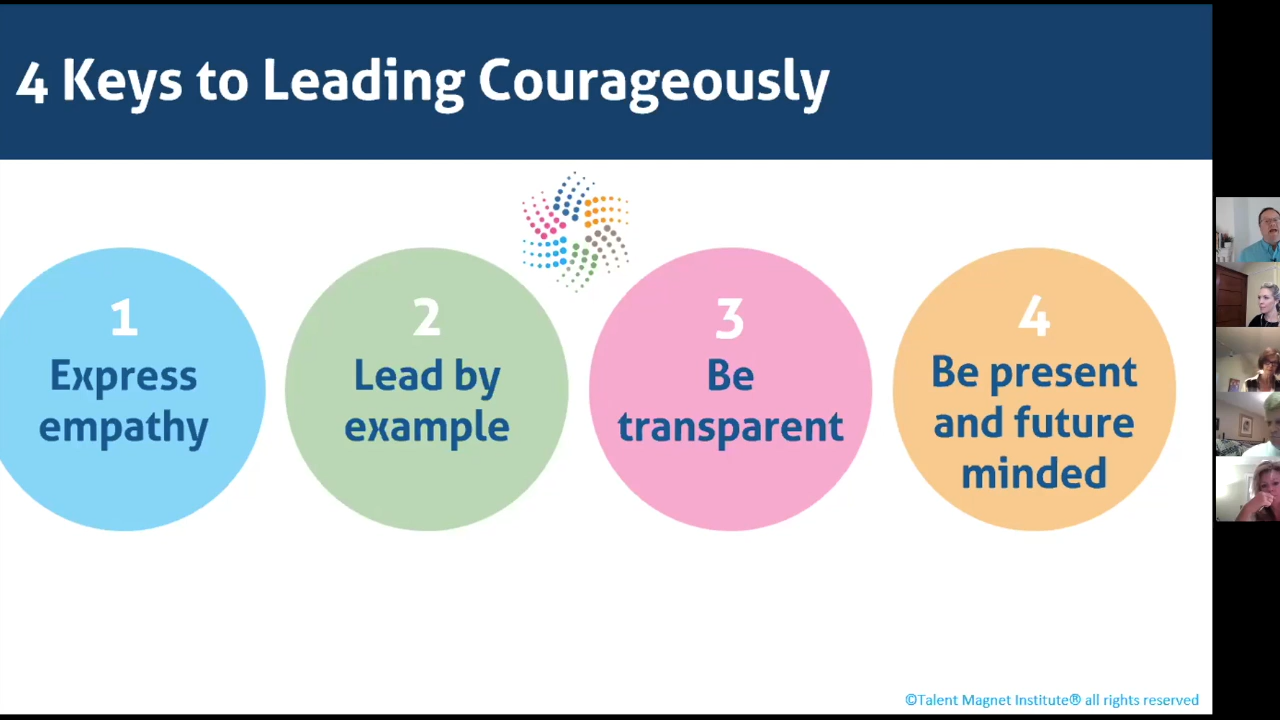 4 Keys to Leading Courageously
1
Express
empathy
2
Lead by
example
3
Be
transparent
4
Be present
and future
minded
©Talent Magnet Institute® all rights reserved